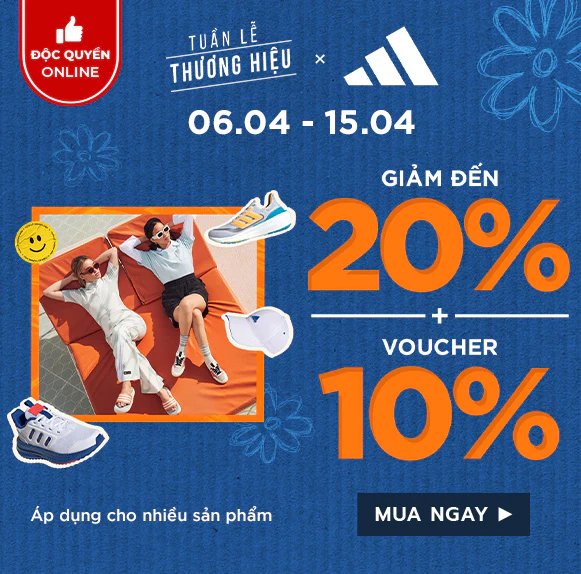 ĐỘC QUYỀN
ONLINE
TUẦN LỄ
THƯƠNG HIỆU
×
06.04 - 15.04
GIẢM ĐẾN
20%
+
VOUCHER
10%
Áp dụng cho nhiều sản phẩm
MUA NGAY ▶